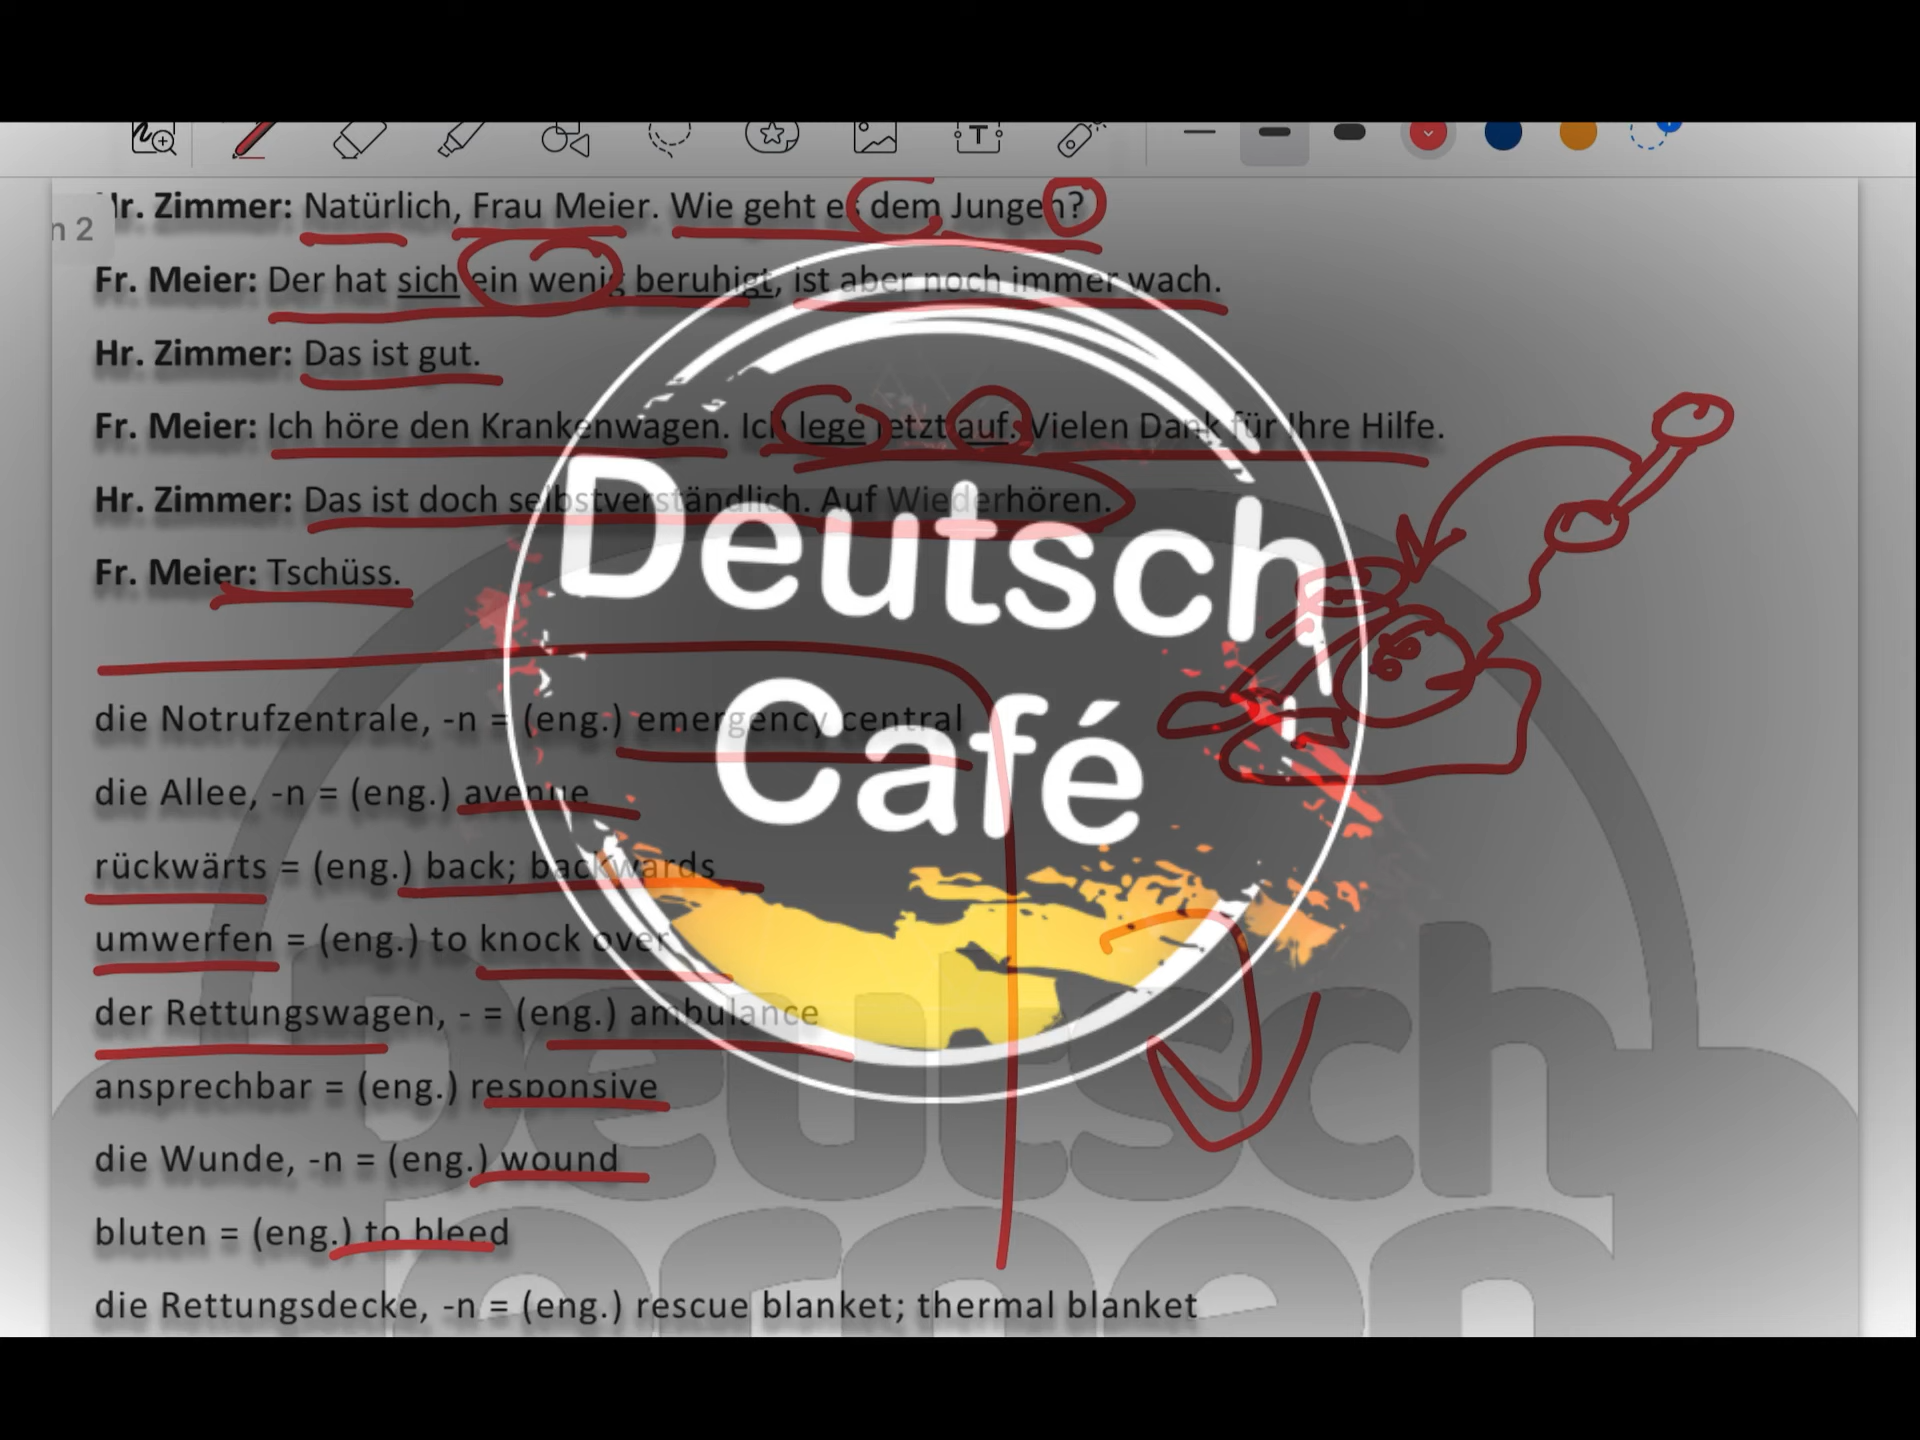 n 2
Hr. Zimmer: Natürlich, Frau Meier. Wie geht es dem Jungen?
Fr. Meier: Der hat sich ein wenig beruhigt, ist aber noch immer wach.
Hr. Zimmer: Das ist gut.
Fr. Meier: Ich höre den Krankenwagen. Ich lege jetzt auf. Vielen Dank für Ihre Hilfe.
Hr. Zimmer: Das ist doch selbstverständlich. Auf Wiederhören.
Fr. Meier: Tschüss.
die Notrufzentrale, -n = (eng.) emergency central
die Allee, -n = (eng.) avenue
rückwärts = (eng.) back; backwards
umwerfen = (eng.) to knock over
der Rettungswagen, - = (eng.) ambulance
ansprechbar = (eng.) responsive
die Wunde, -n = (eng.) wound
bluten = (eng.) to bleed
die Rettungsdecke, -n = (eng.) rescue blanket; thermal blanket
Deutsch
Café
Deutsch
lernen